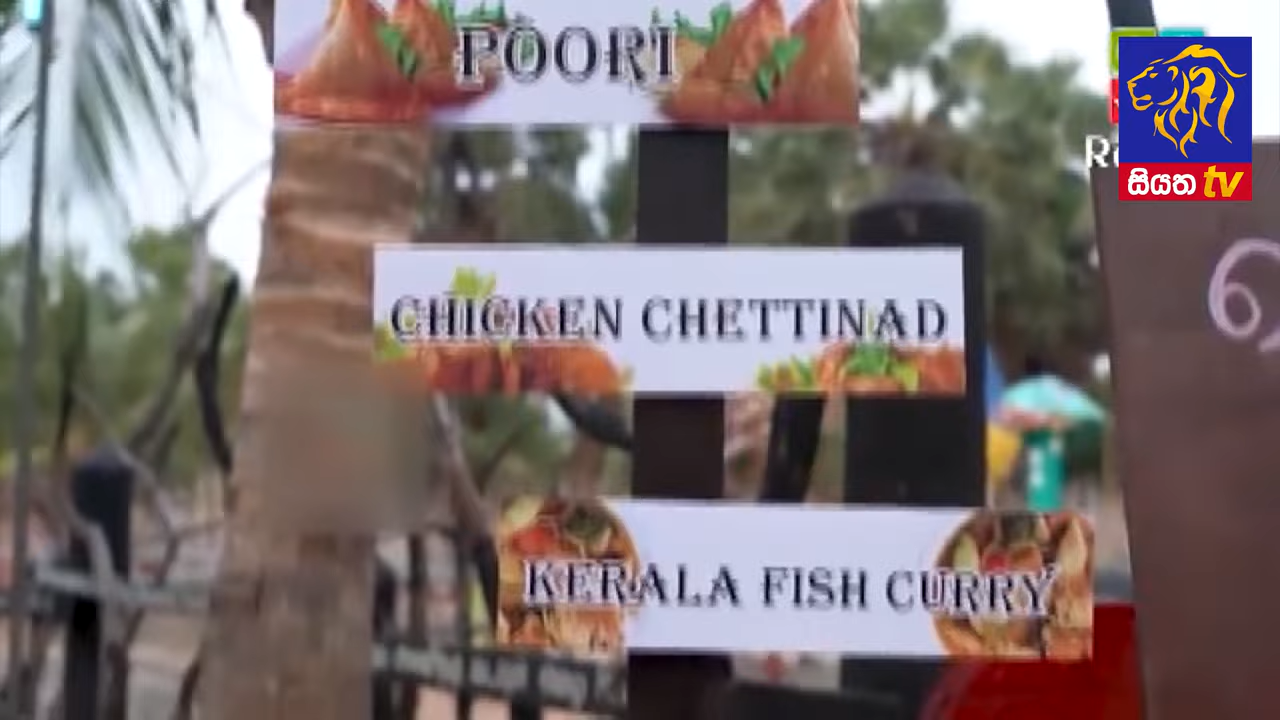 POORI
CHICKEN CHETTINAD
KERALA FISH CURRY
සියත tv